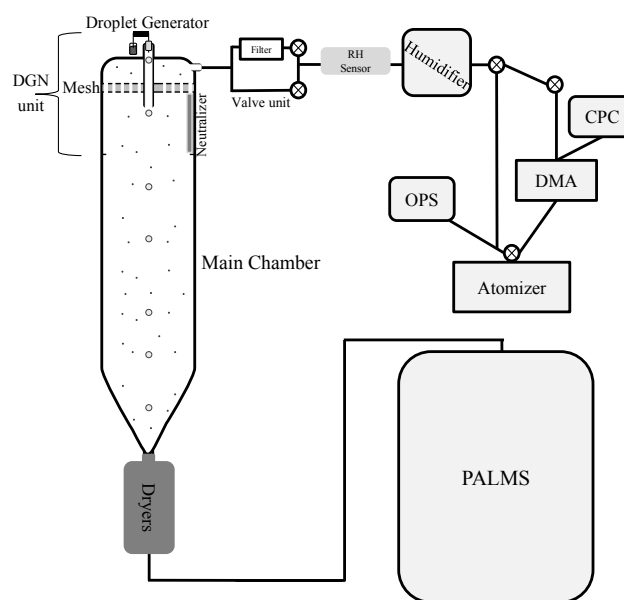 Droplet Generator
DGN
unit
Mesh
Neutralizer
Filter
Valve unit
RH
Sensor
Humidifier
CPC
DMA
OPS
Atomizer
Main Chamber
Dryers
PALMS